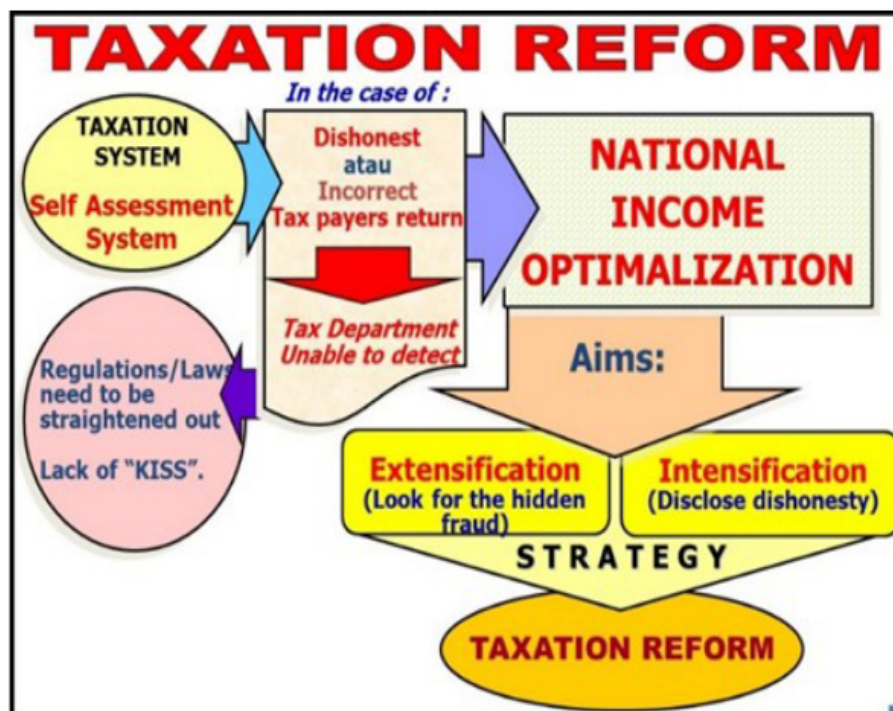 TAXATION REFORM
In the case of :
TAXATION
SYSTEM
Self Assessment
System
Dishonest
atau
Incorrect
Tax payers return
Tax Department
Unable to detect
NATIONAL
INCOME
OPTIMALIZATION
Regulations/Laws
need to be
straightened out
Lack of “KISS”.
Aims:
Extensification
(Look for the hidden
fraud)
Intensification
(Disclose dishonesty)
STRATEGY
TAXATION REFORM